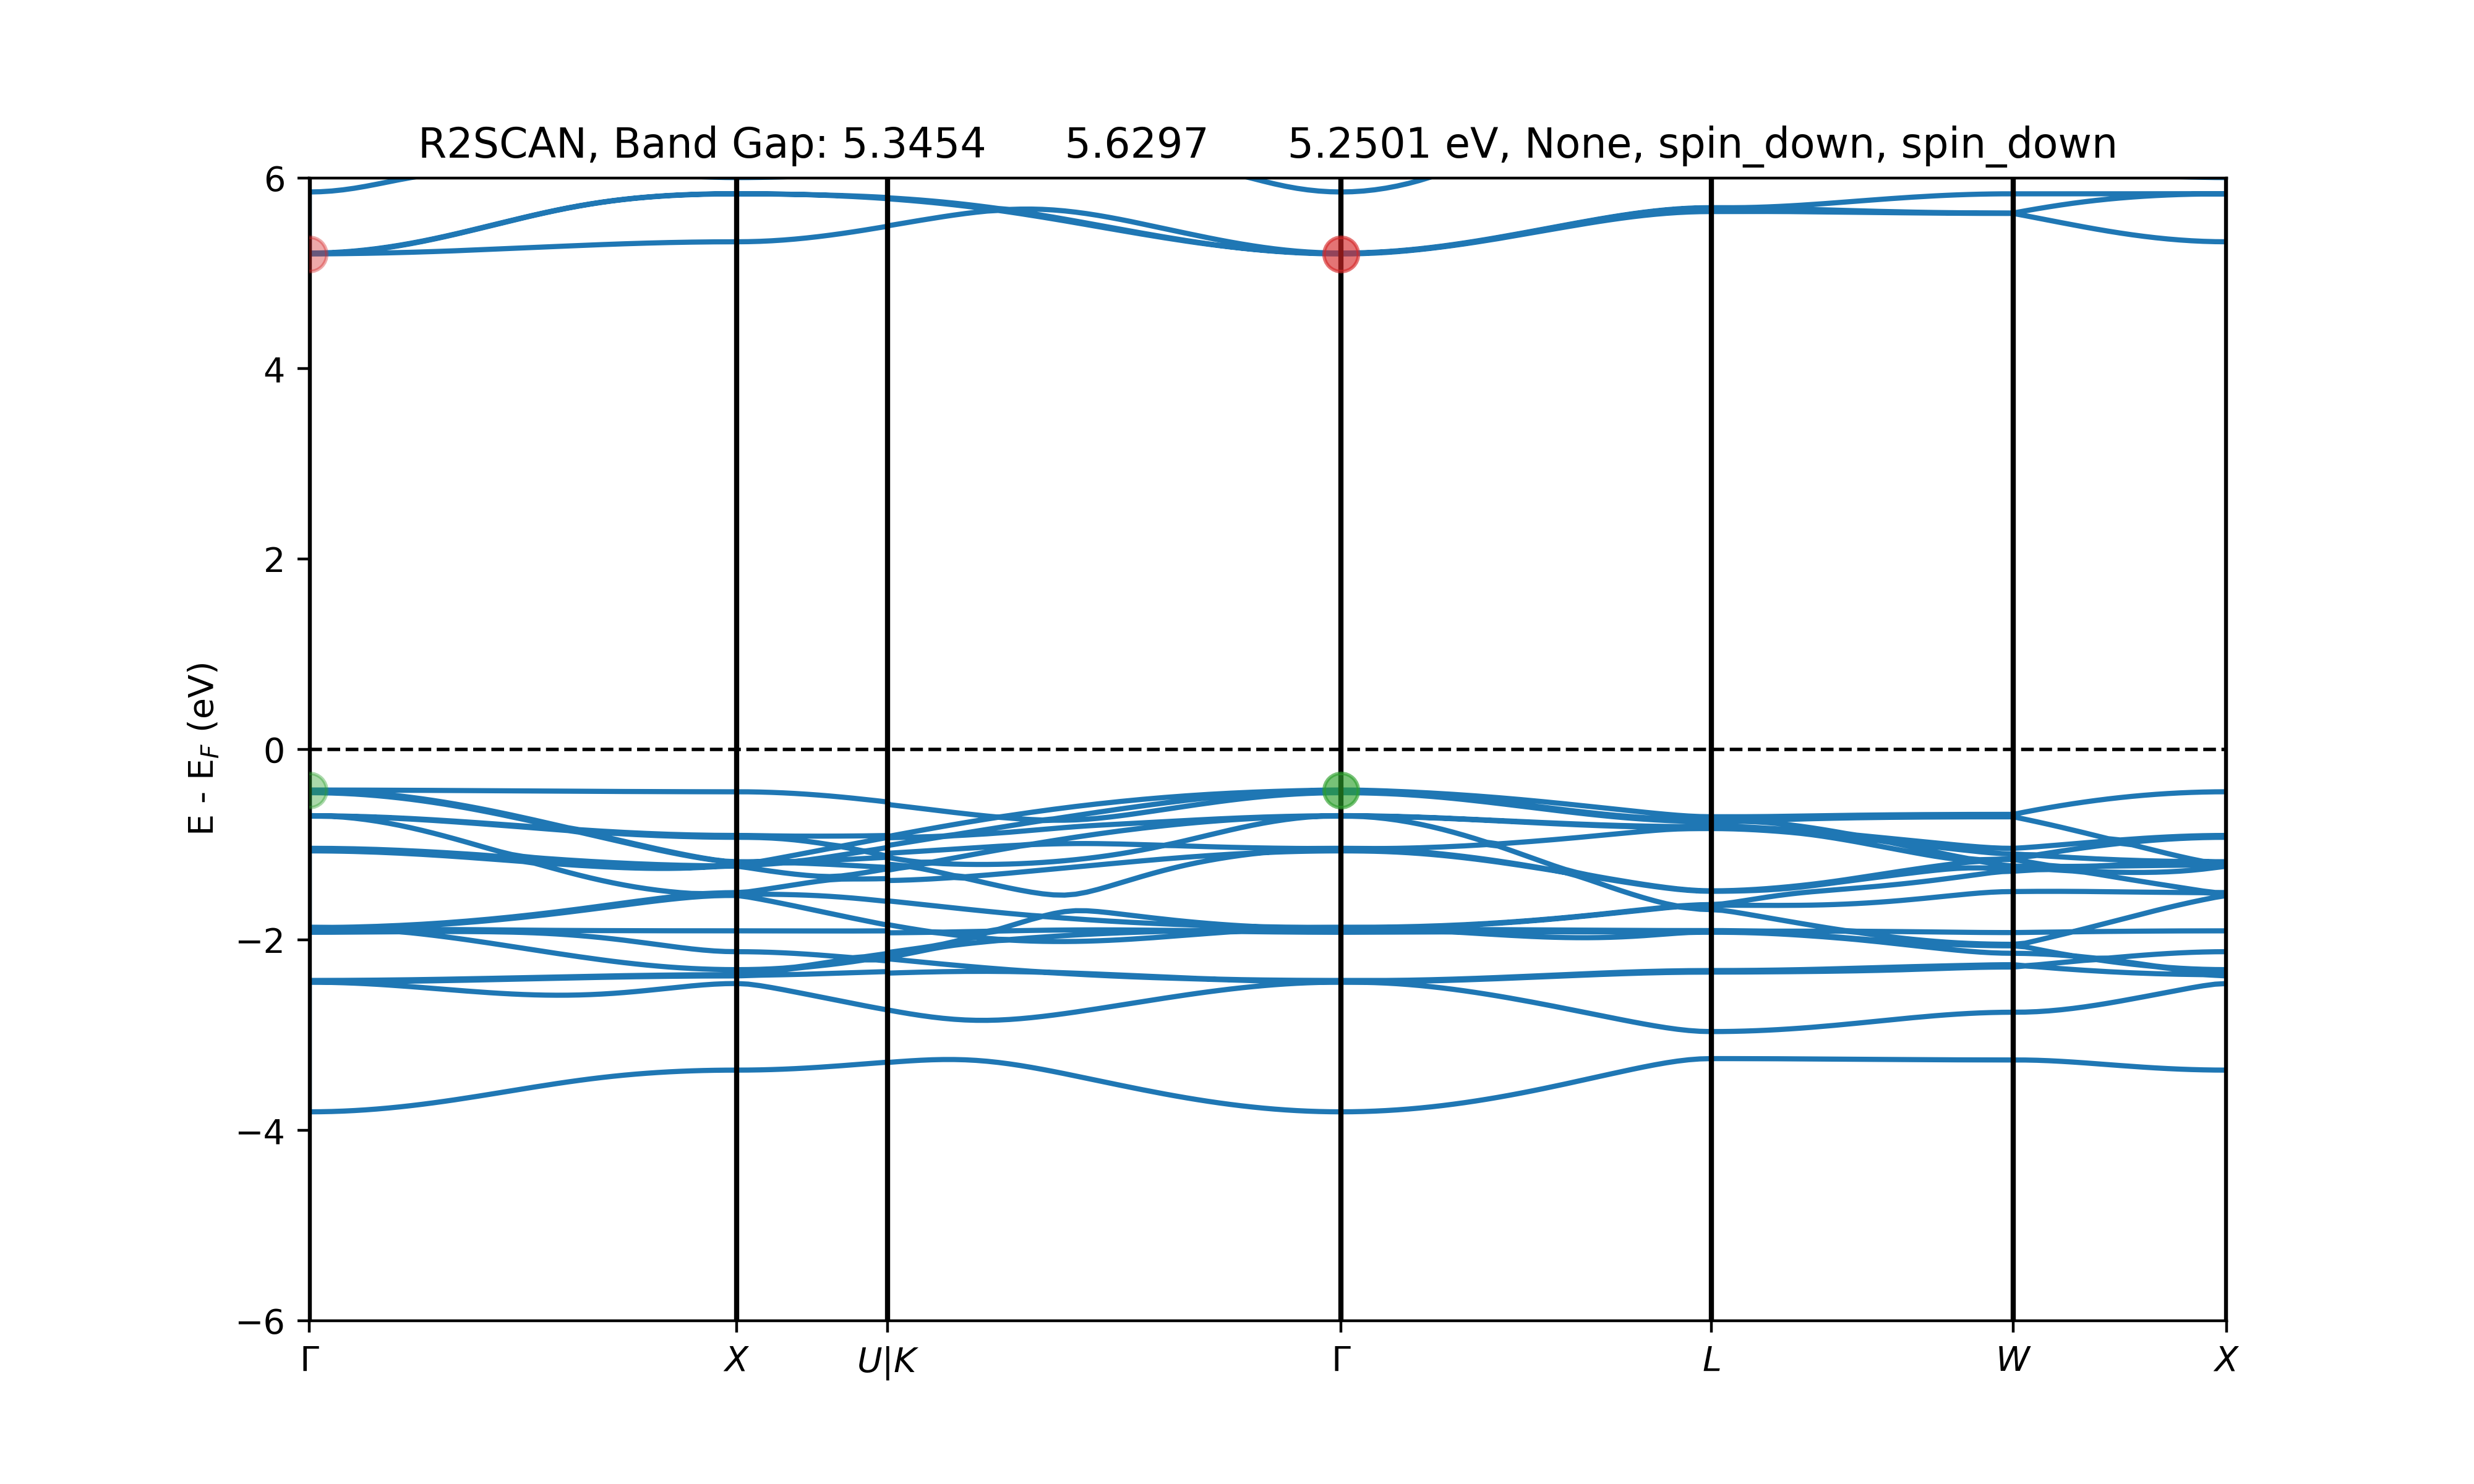 R2SCAN, Band Gap: 5.3454 5.6297 5.2501 eV, None, spin_down, spin_down
6
4
2
0
−2
−4
−6
E - E_F (eV)
Γ X U|K Γ L W X